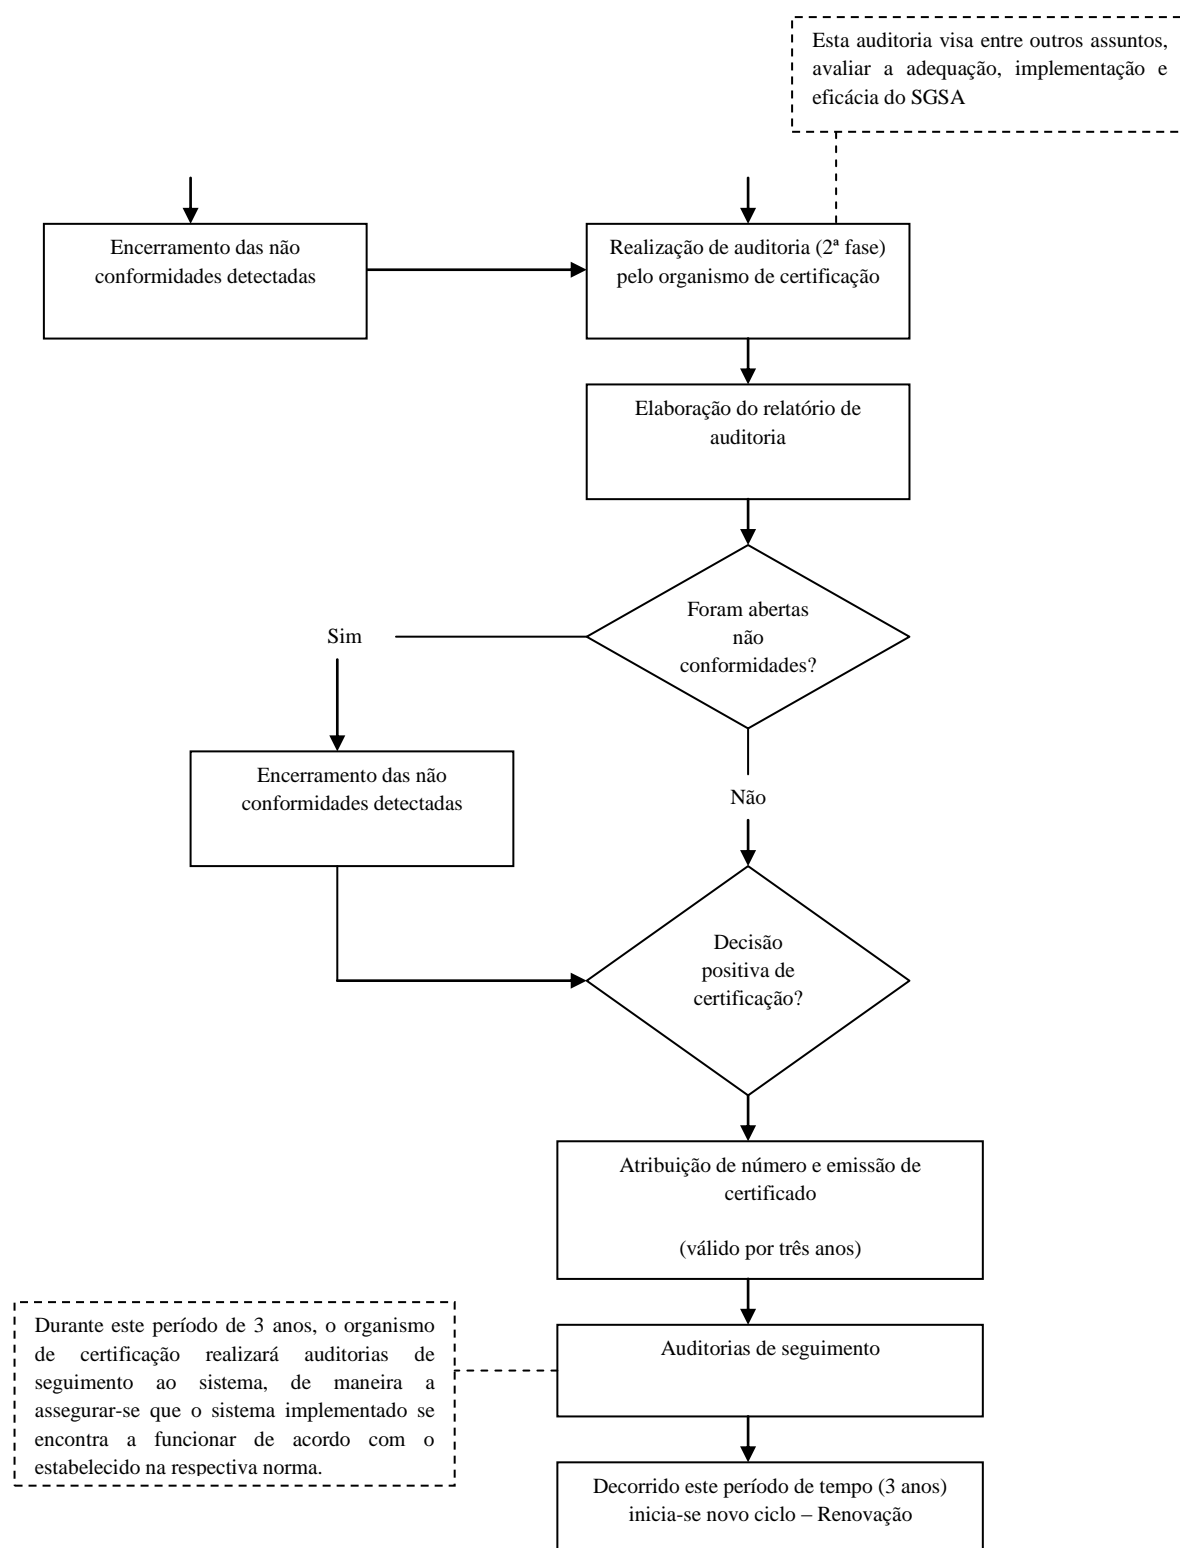 Esta auditoria visa entre outros assuntos,
avaliar a adequação, implementação e
eficácia do SGSA
Encerramento das não
conformidades detectadas
Realização de auditoria (2ª fase)
pelo organismo de certificação
Elaboração do relatório de
auditoria
Foram abertas
não
conformidades?
Sim
Encerramento das não
conformidades detectadas
Não
Decisão
positiva de
certificação?
Atribuição de número e emissão de
certificado
(válido por três anos)
Durante este período de 3 anos, o organismo
de certificação realizará auditorias de
seguimento ao sistema, de maneira a
assegurar-se que o sistema implementado se
encontra a funcionar de acordo com o
estabelecido na respectiva norma.
Auditorias de seguimento
Decorrido este período de tempo (3 anos)
inicia-se novo ciclo – Renovação